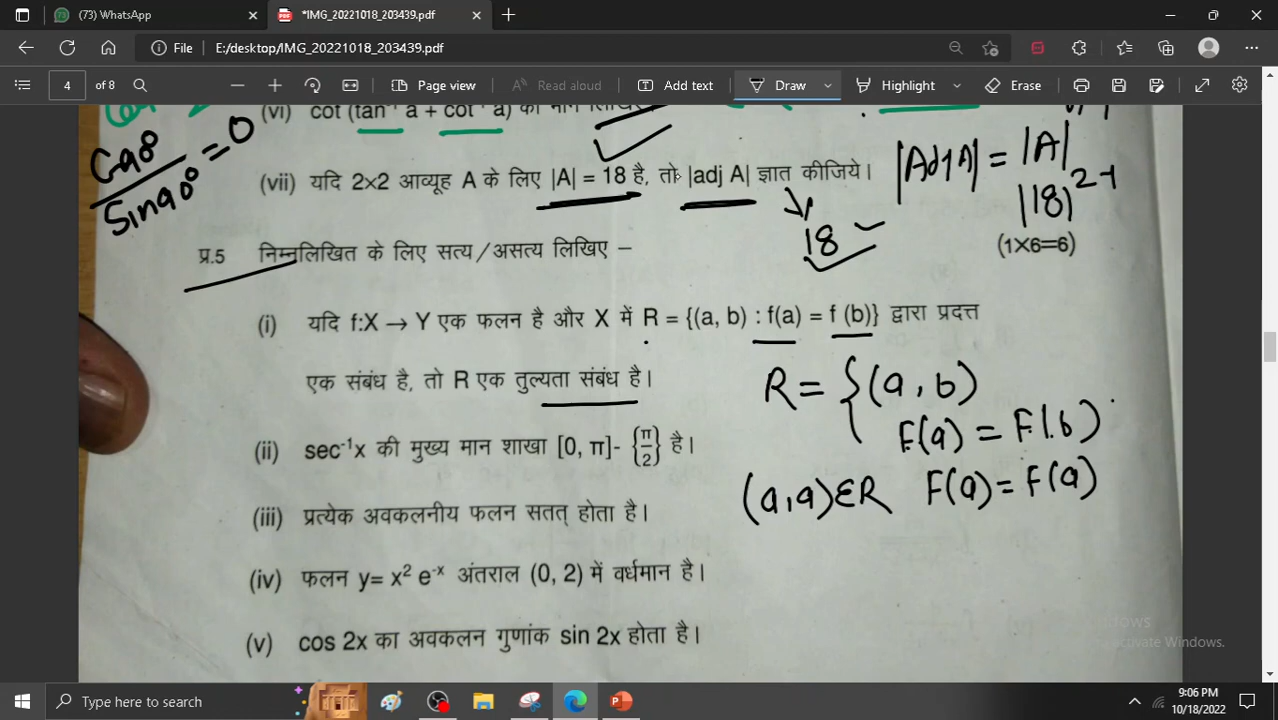 (73) WhatsApp
*IMG_20221018_203439.pdf
File E:/desktop/IMG_20221018_203439.pdf
4 of 8 Page view Read aloud Add text Draw Highlight Erase
(vi) cot (tan⁻¹ a + cot⁻¹ a) का मान
Sin90° = 0
(vii) यदि 2×2 आव्यूह A के लिए |A| = 18 है, तो |adj A| ज्ञात कीजिये।
|Adj A| = |A|
|18|²⁻¹
18
(1×6=6)
प्र.5 निम्नलिखित के लिए सत्य/असत्य लिखिए –
(i) यदि f:X → Y एक फलन है और X में R = {(a, b) : f(a) = f (b)} द्वारा प्रदत्त
एक संबंध है, तो R एक तुल्यता संबंध है।
R = {(a, b)
F(a) = F(b)
(ii) sec⁻¹x की मुख्य मान शाखा [0, π]- {π/2} है।
(a,a)ƐR F(a) = F(a)
(iii) प्रत्येक अवकलनीय फलन सतत् होता है।
(iv) फलन y= x² e⁻ˣ अंतराल (0, 2) में वर्धमान है।
(v) cos 2x का अवकलन गुणांक sin 2x होता है।
Type here to search
9:06 PM
10/18/2022